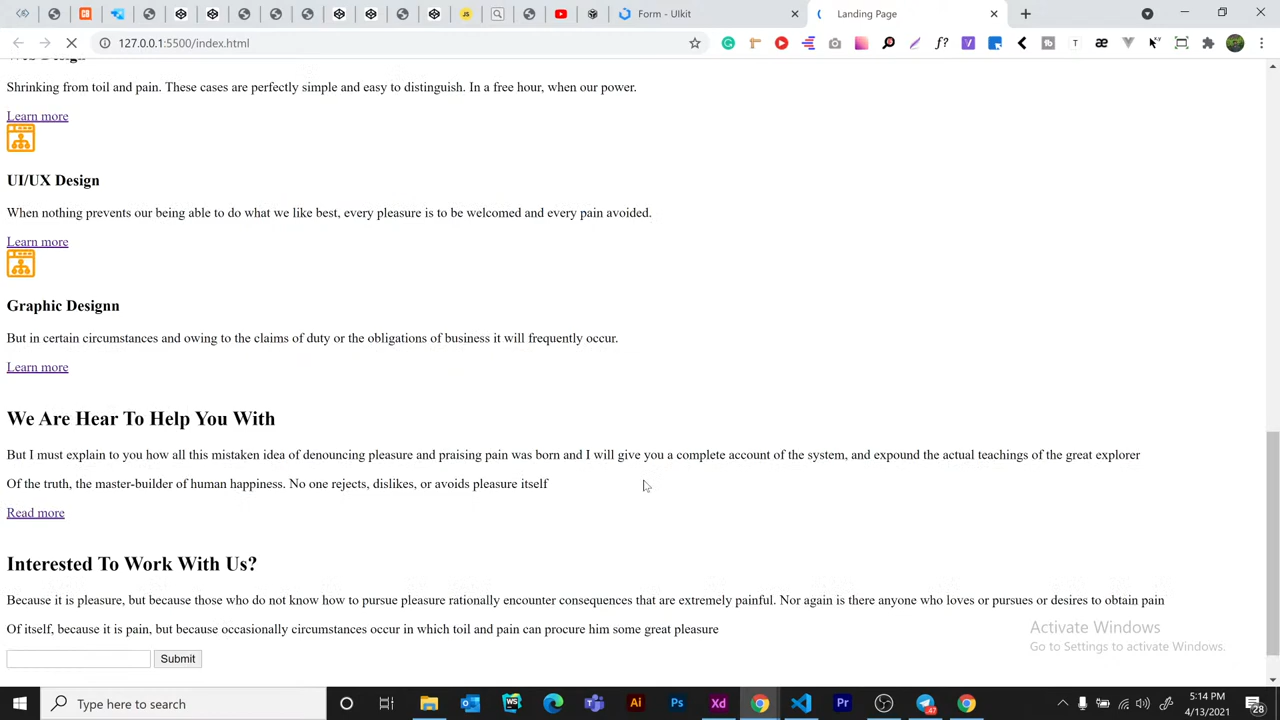 Form - UIkit
Landing Page
127.0.0.1:5500/index.html
Shrinking from toil and pain. These cases are perfectly simple and easy to distinguish. In a free hour, when our power.
Learn more
UI/UX Design
When nothing prevents our being able to do what we like best, every pleasure is to be welcomed and every pain avoided.
Learn more
Graphic Designn
But in certain circumstances and owing to the claims of duty or the obligations of business it will frequently occur.
Learn more
We Are Hear To Help You With
But I must explain to you how all this mistaken idea of denouncing pleasure and praising pain was born and I will give you a complete account of the system, and expound the actual teachings of the great explorer
Of the truth, the master-builder of human happiness. No one rejects, dislikes, or avoids pleasure itself
Read more
Interested To Work With Us?
Because it is pleasure, but because those who do not know how to pursue pleasure rationally encounter consequences that are extremely painful. Nor again is there anyone who loves or pursues or desires to obtain pain
Of itself, because it is pain, but because occasionally circumstances occur in which toil and pain can procure him some great pleasure
Submit
Activate Windows
Go to Settings to activate Windows.
Type here to search
5:14 PM
4/13/2021
28